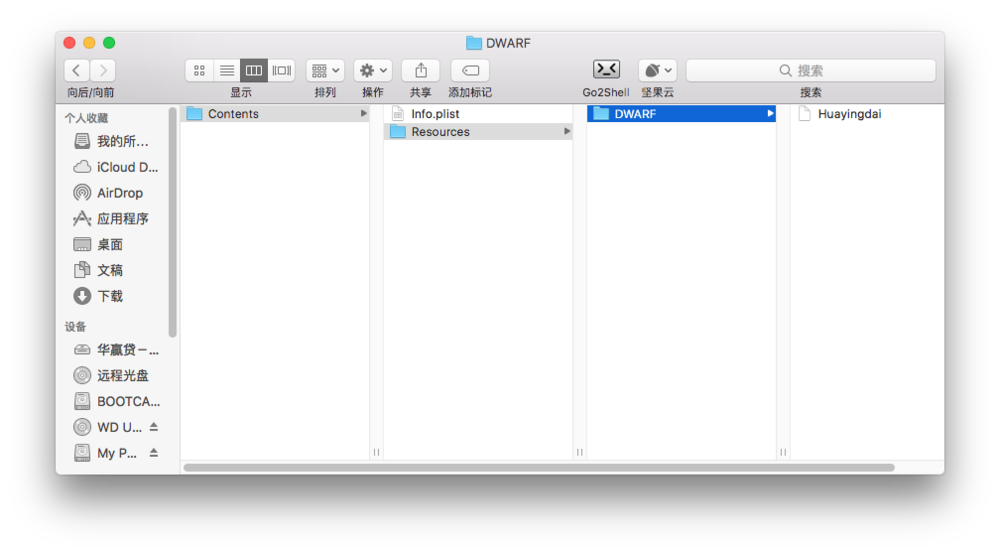 DWARF
搜索
向后/向前
显示
排列
操作
共享
添加标记
Go2Shell
坚果云
搜索
个人收藏
我的所...
iCloud D...
AirDrop
应用程序
桌面
文稿
下载
设备
华赢贷－...
远程光盘
BOOTCA...
WD U...
My P...
Contents
Info.plist
Resources
DWARF
Huayingdai